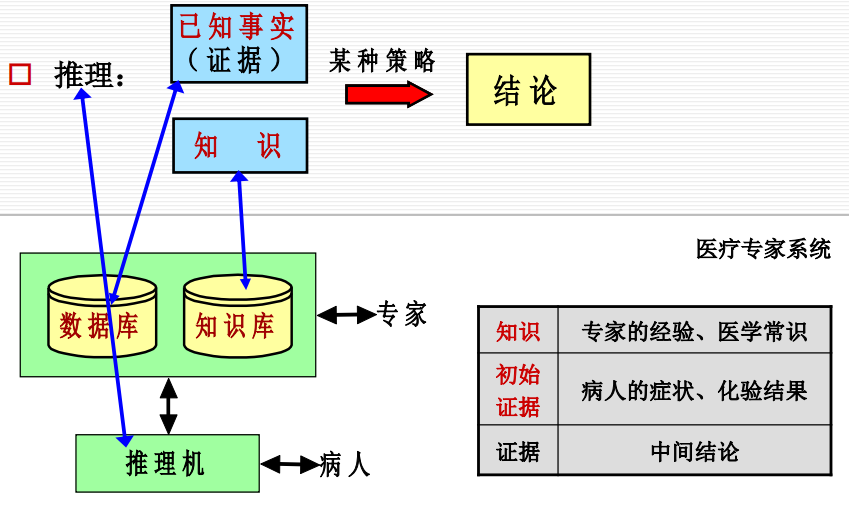 已知事实
（证据）
某种策略
推理：
结论
知 识
医疗专家系统
数据库
知识库
专家
知识
专家的经验、医学常识
初始
证据
病人的症状、化验结果
证据
中间结论
推理机
病人